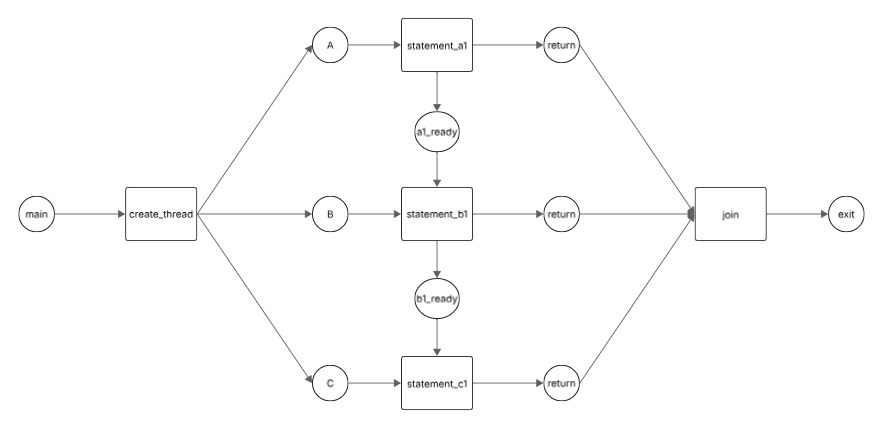 A
statement_a1
return
a1_ready
main
create_thread
B
statement_b1
return
join
exit
b1_ready
C
statement_c1
return